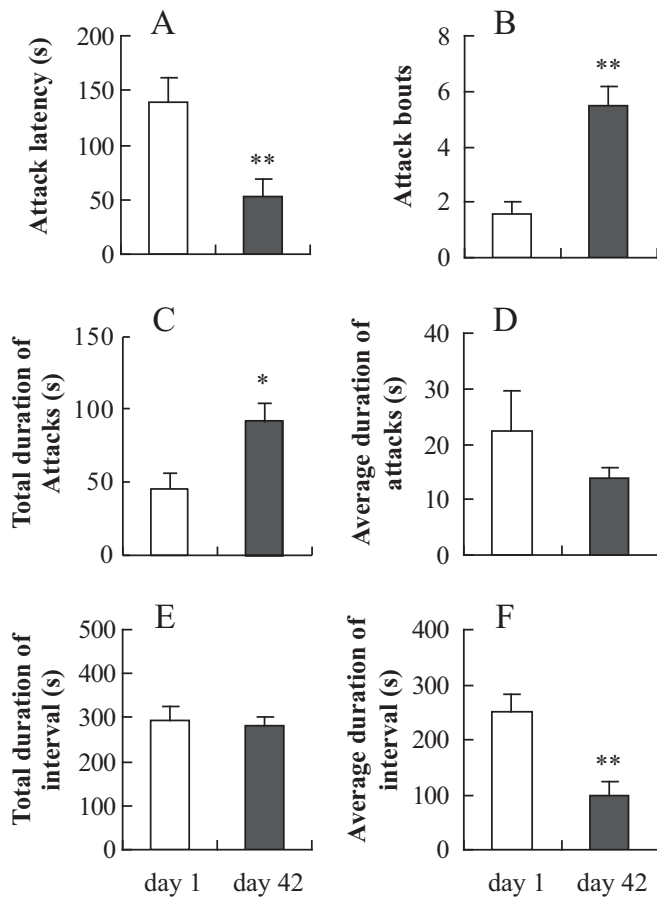 A
Attack latency (s)
200
150
100
50
0
**
B
Attack bouts
8
6
4
2
0
**
C
Total duration of
Attacks (s)
150
100
50
0
*
D
Average duration of
attacks (s)
40
30
20
10
0
E
Total duration of
interval (s)
500
400
300
200
100
0
day 1 day 42
F
Average duration of
interval (s)
400
300
200
100
0
**
day 1 day 42